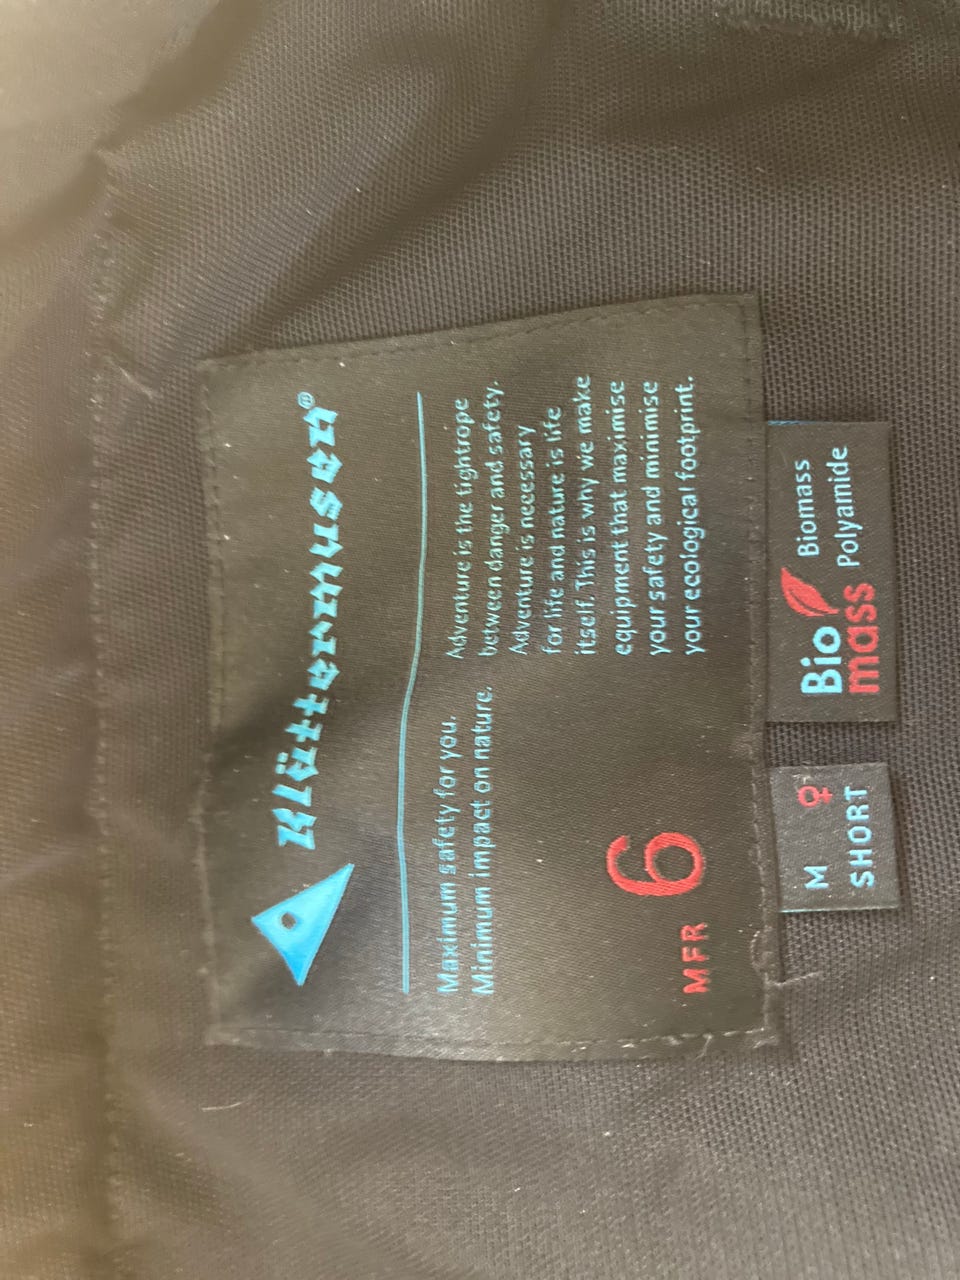 Klättermusen®
Maximum safety for you.
Minimum impact on nature.
MFR 6
Adventure is the tightrope
between danger and safety.
Adventure is necessary
for life and nature is life
itself. This is why we make
equipment that maximise
your safety and minimise
your ecological footprint.
M ♀
SHORT
Bio
mass
Biomass
Polyamide